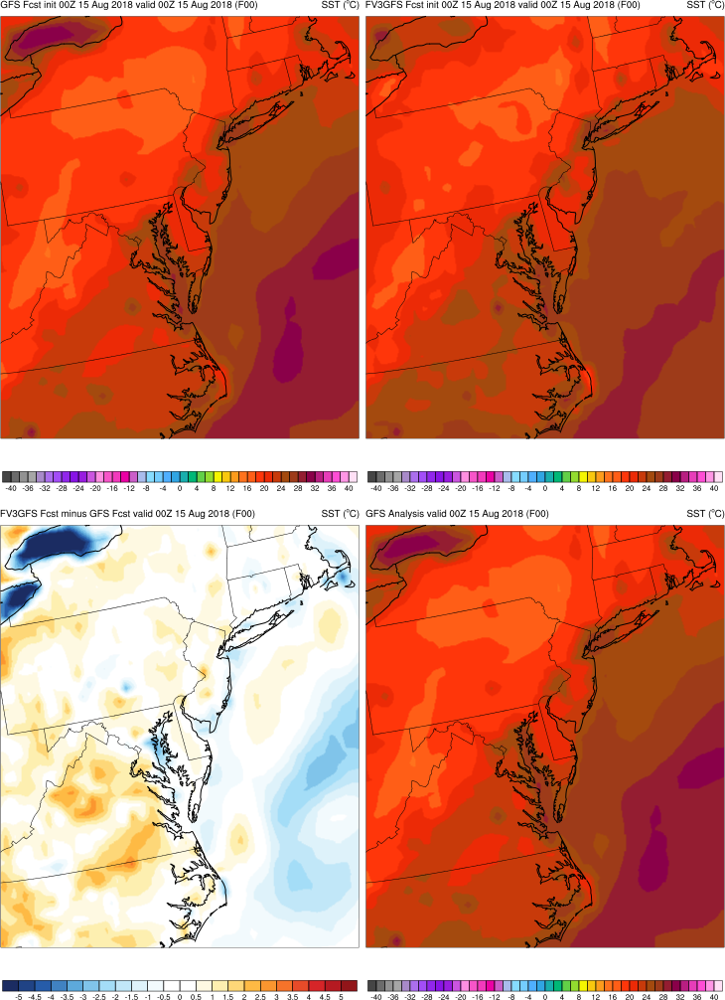 GFS Fcst init 00Z 15 Aug 2018 valid 00Z 15 Aug 2018 (F00) SST (°C)
FV3GFS Fcst init 00Z 15 Aug 2018 valid 00Z 15 Aug 2018 (F00) SST (°C)
-40 -36 -32 -28 -24 -20 -16 -12 -8 -4 0 4 8 12 16 20 24 28 32 36 40
-40 -36 -32 -28 -24 -20 -16 -12 -8 -4 0 4 8 12 16 20 24 28 32 36 40
FV3GFS Fcst minus GFS Fcst valid 00Z 15 Aug 2018 (F00) SST (°C)
GFS Analysis valid 00Z 15 Aug 2018 (F00) SST (°C)
-5 -4.5 -4 -3.5 -3 -2.5 -2 -1.5 -1 -0.5 0 0.5 1 1.5 2 2.5 3 3.5 4 4.5 5
-40 -36 -32 -28 -24 -20 -16 -12 -8 -4 0 4 8 12 16 20 24 28 32 36 40